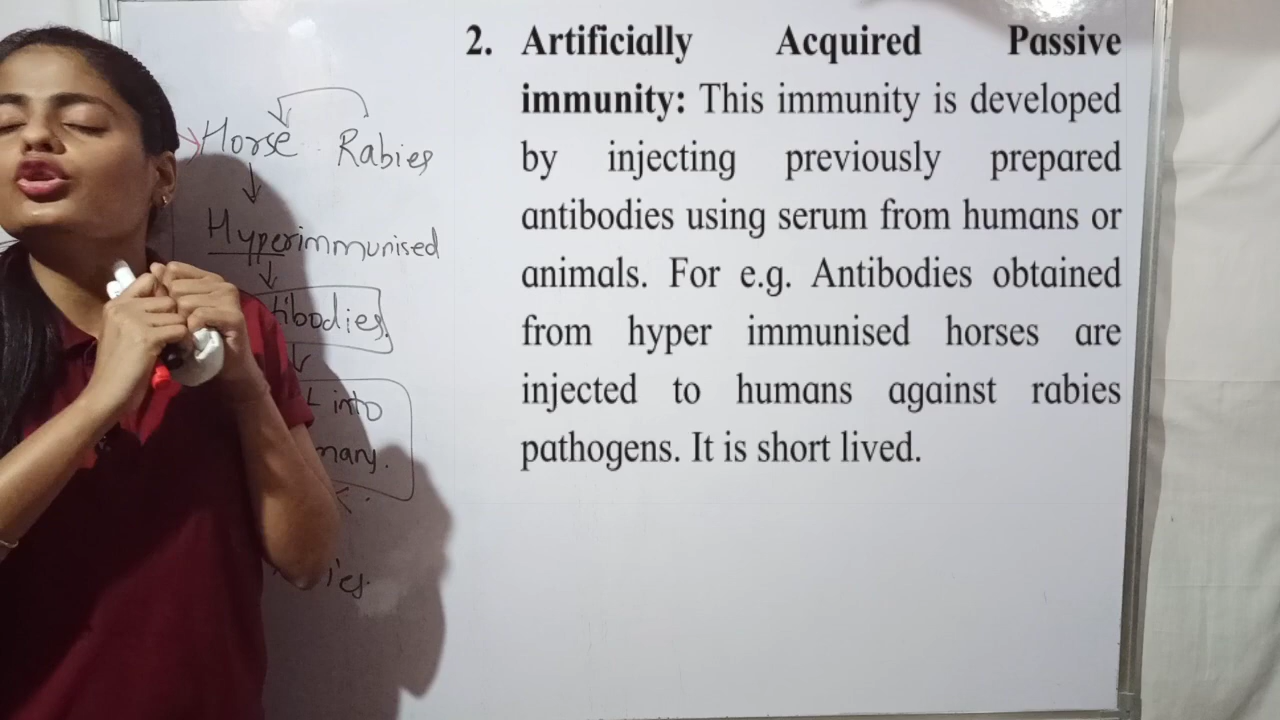 Horse Rabies
Hyperimmunised
tibodies.
into
2. Artificially Acquired Passive
immunity: This immunity is developed
by injecting previously prepared
antibodies using serum from humans or
animals. For e.g. Antibodies obtained
from hyper immunised horses are
injected to humans against rabies
pathogens. It is short lived.